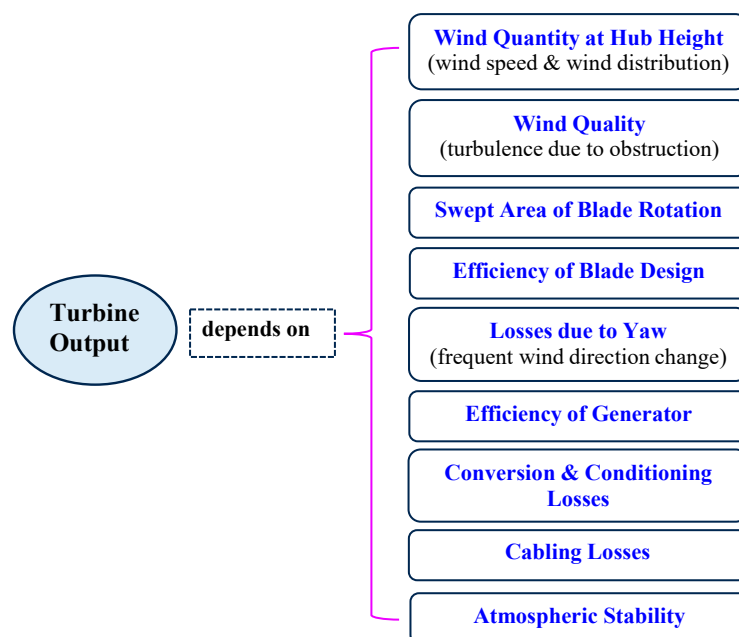 Turbine
Output
depends on
Wind Quantity at Hub Height
(wind speed & wind distribution)
Wind Quality
(turbulence due to obstruction)
Swept Area of Blade Rotation
Efficiency of Blade Design
Losses due to Yaw
(frequent wind direction change)
Efficiency of Generator
Conversion & Conditioning
Losses
Cabling Losses
Atmospheric Stability